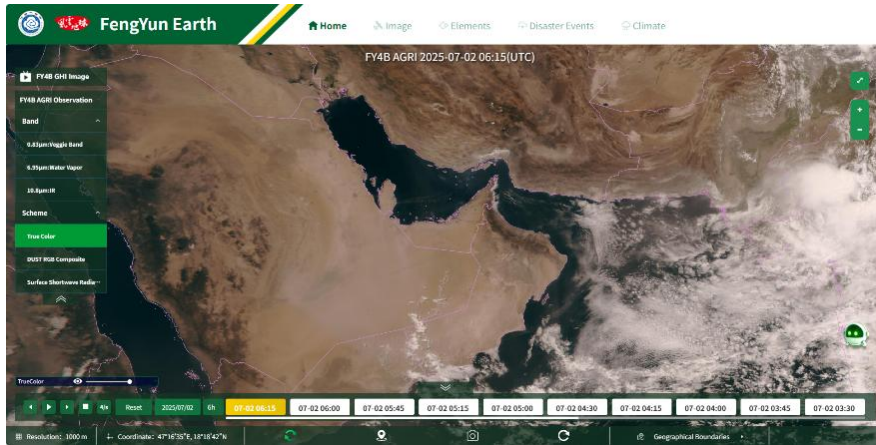 FengYun Earth
Home
Image
Elements
Disaster Events
Climate
FY4B AGRI 2025-07-02 06:15(UTC)
FY4B GHI Image
FY4B AGRI Observation
Band
0.83μm:Veggie Band
6.95μm:Water Vapor
10.8μm:IR
Scheme
True Color
DUST RGB Composite
Surface Shortwave Radia...
TrueColor
4/s
Reset
2025/07/02
6h
07-02 06:15
07-02 06:00
07-02 05:45
07-02 05:15
07-02 05:00
07-02 04:30
07-02 04:15
07-02 04:00
07-02 03:45
07-02 03:30
Resolution: 1000 m
Coordinate: 47°16'35"E, 18°18'42"N
Geographical Boundaries